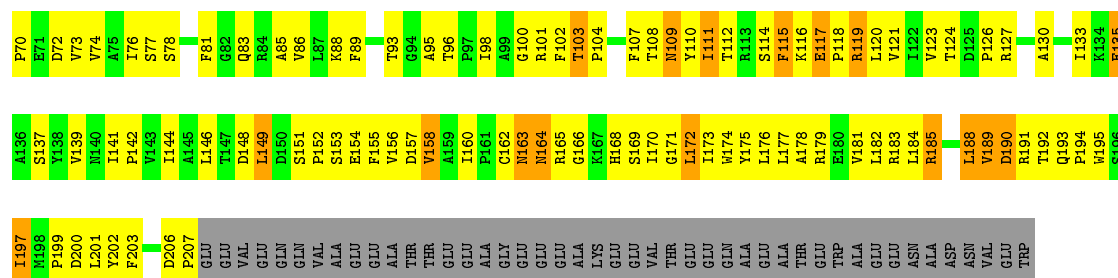 P70 E71 D72 V73 V74 A75 I76 S77 S78 F81 G82 Q83 R84 A85 V86 L87 K88 F89 T93 G94 A95 T96 P97 I98 A99 G100 R101 F102 T103 P104 F107 T108 N109 Y110 I111 T112 R113 S114 F115 K116 E117 P118 R119 L120 V121 I122 V123 T124 D125 P126 R127 A130 I133 K134 E135
A136 S137 Y138 V139 N140 I141 P142 V143 I144 A145 L146 T147 D148 L149 D150 S151 P152 S153 E154 F155 V156 D157 V158 A159 I160 P161 C162 N163 N164 R165 G166 K167 H168 S169 I170 G171 L172 I173 W174 Y175 L176 L177 A178 R179 E180 V181 L182 R183 L184 R185 L188 V189 D190 R191 T192 Q193 P194 W195 S196
I197 M198 P199 D200 L201 Y202 F203 D206 P207 GLU GLU VAL GLU GLN GLN VAL ALA GLU GLU ALA THR THR GLU GLU ALA GLY GLU GLU GLU ALA LYS GLU GLU VAL THR GLU ALA GLU ALA THR GLU TRP ALA GLU GLU ASN ALA ASP ASN VAL GLU TRP